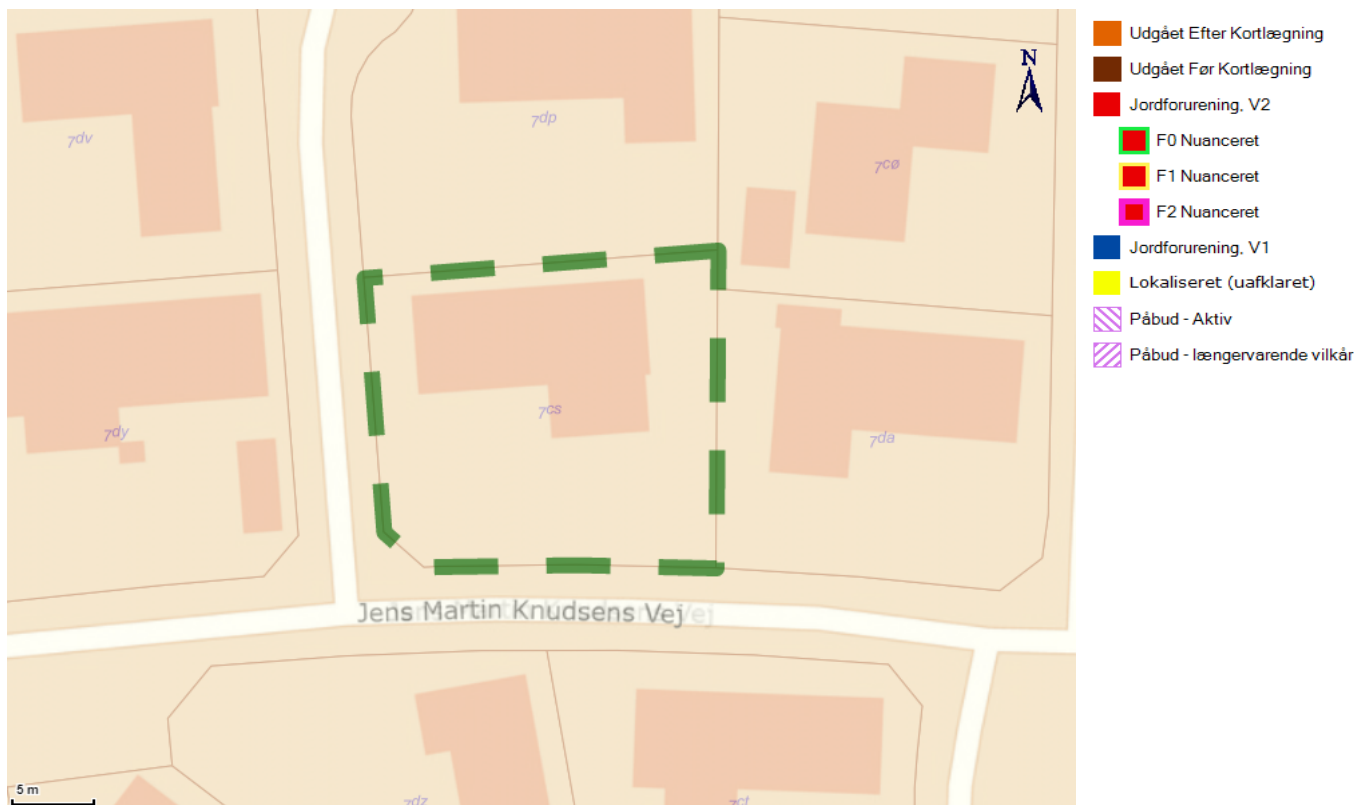 7dv
7dp
7cø
7cs
7dy
7da
Jens Martin Knudsens Vej
7dz
7ct
5 m
N
Udgået Efter Kortlægning
Udgået Før Kortlægning
Jordforurening, V2
F0 Nuanceret
F1 Nuanceret
F2 Nuanceret
Jordforurening, V1
Lokaliseret (uafklaret)
Påbud - Aktiv
Påbud - længervarende vilkår